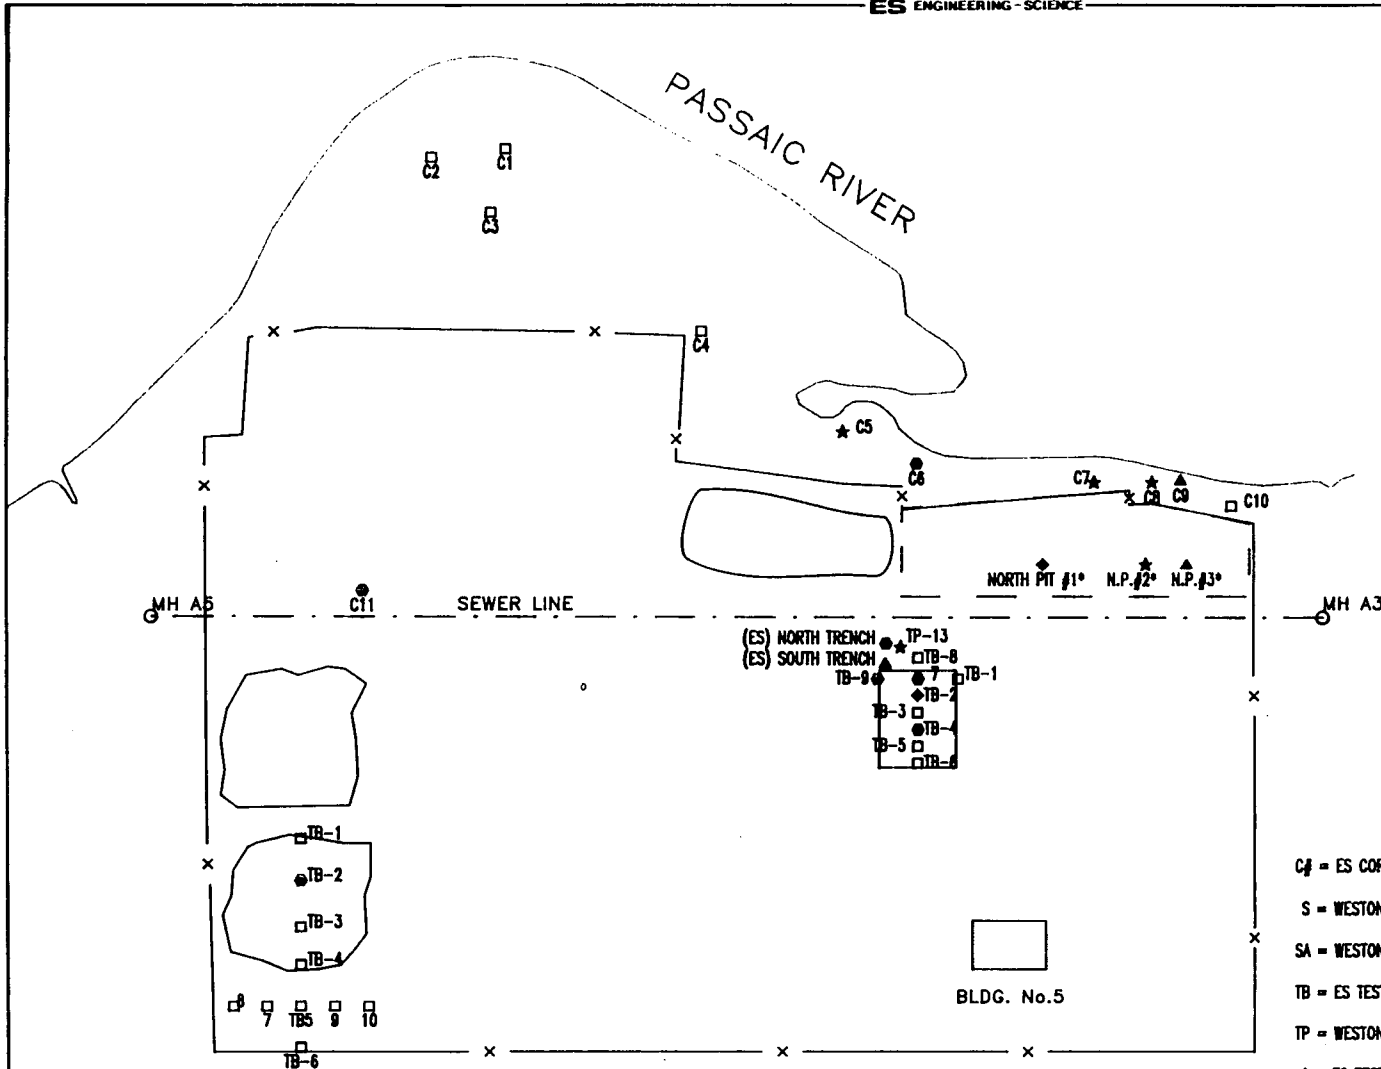 ES ENGINEERING-SCIENCE
PASSAIC RIVER
C1
C2
C3
C4
C5
C6
C7
C8
C9
C10
NORTH PIT #1*
N.P.#2*
N.P.#3*
MH A5
C11
SEWER LINE
MH A3
(ES) NORTH TRENCH
TP-13
(ES) SOUTH TRENCH
TB-8
TB-9
7
TB-1
TB-2
TB-3
TB-4
TB-5
TB-6
TB-1
TB-2
TB-3
TB-4
8
7
TB5
9
10
TB-6
BLDG. No.5
C# = ES
S = WESTON
SA = WESTON
TB = ES
TP = WESTON